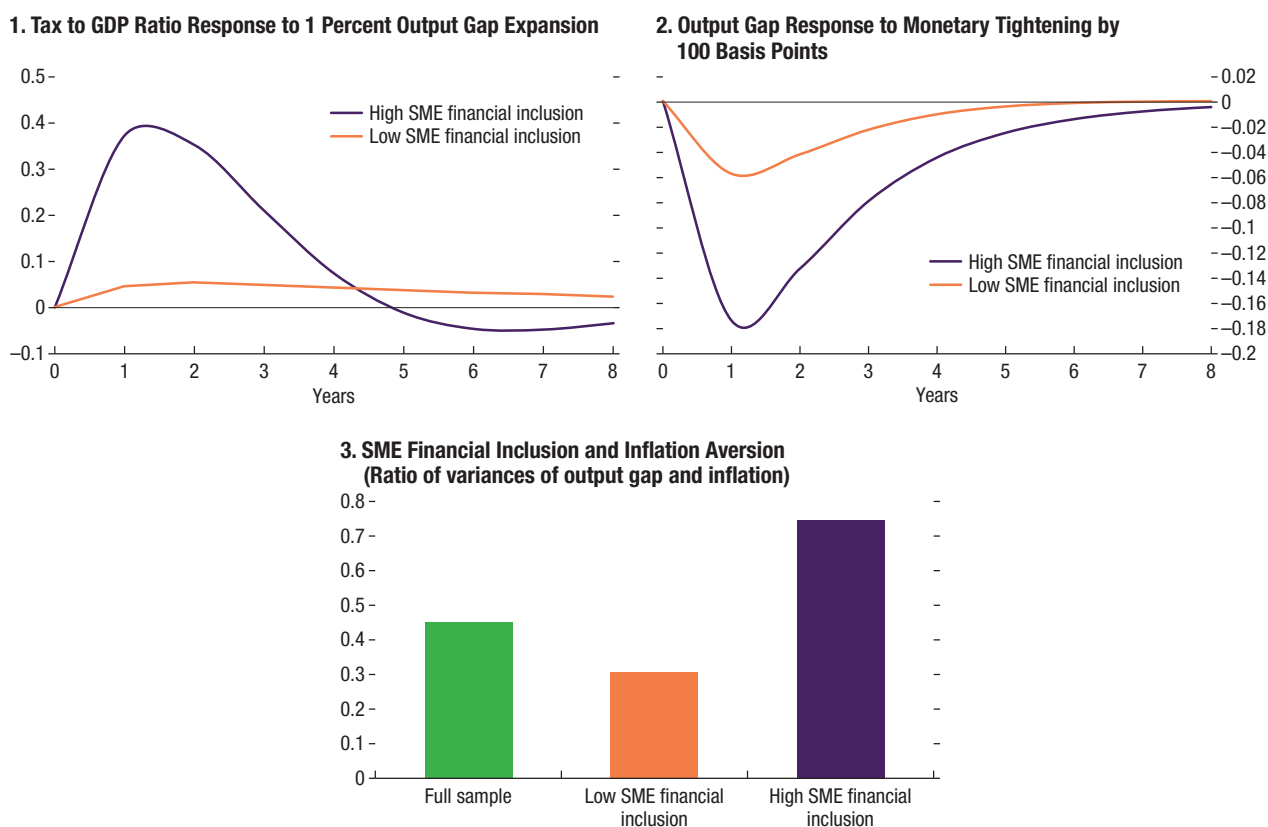 1. Tax to GDP Ratio Response to 1 Percent Output Gap Expansion
0.5
0.4
0.3
0.2
0.1
0
–0.1
High SME financial inclusion
Low SME financial inclusion
0 1 2 3 4 5 6 7 8
Years
2. Output Gap Response to Monetary Tightening by
100 Basis Points
0.02
0
–0.02
–0.04
–0.06
–0.08
–0.1
–0.12
–0.14
–0.16
–0.18
–0.2
High SME financial inclusion
Low SME financial inclusion
0 1 2 3 4 5 6 7 8
Years
3. SME Financial Inclusion and Inflation Aversion
(Ratio of variances of output gap and inflation)
0.8
0.7
0.6
0.5
0.4
0.3
0.2
0.1
0
Full sample
Low SME financial
inclusion
High SME financial
inclusion